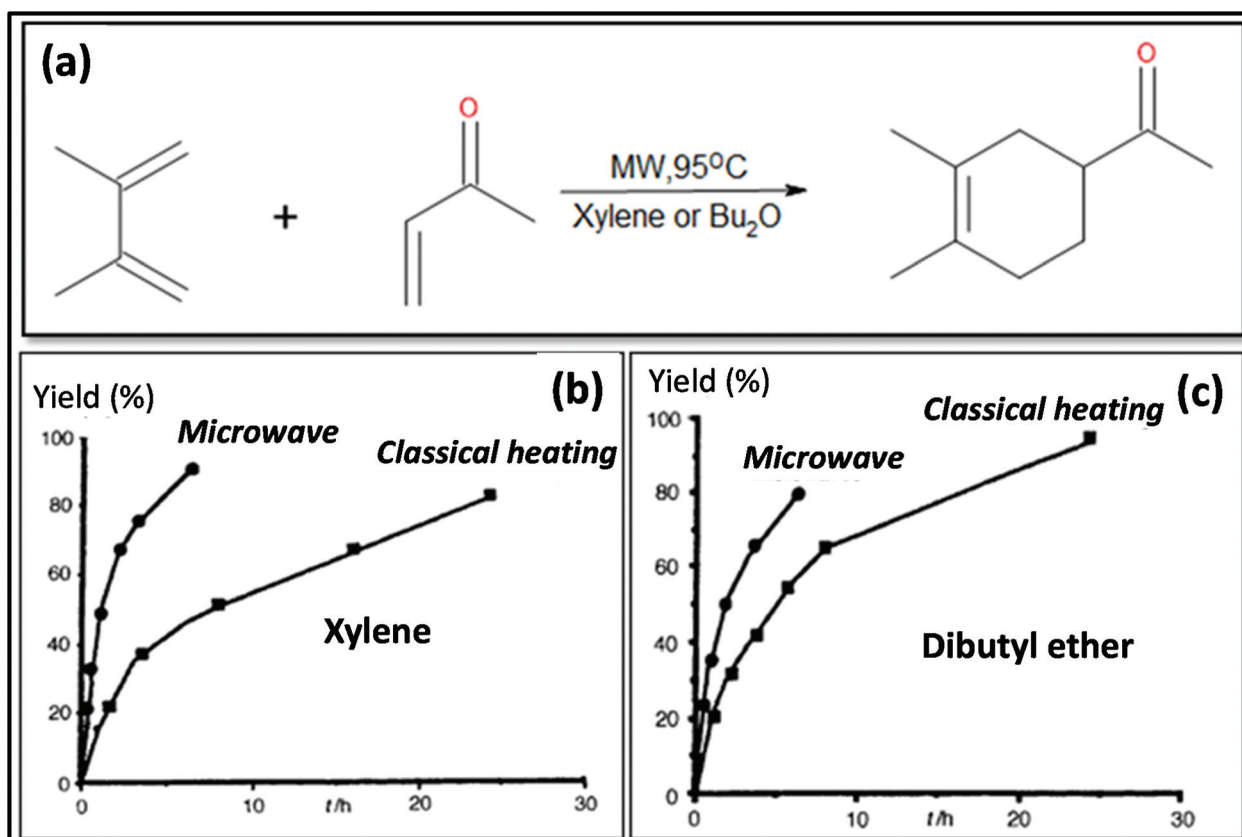 (a)
O
O
+
MW,95ºC
Xylene or Bu₂O
Yield (%)
(b)
Microwave
Classical heating
100
80
60
40
20
0
Xylene
0 10 20 30
t/h
Yield (%)
(c)
Classical heating
Microwave
100
80
60
40
20
0
Dibutyl ether
0 10 20 30
t/h